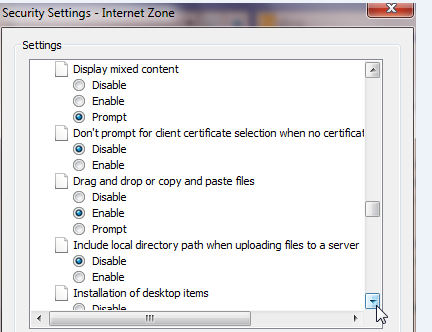 Security Settings - Internet Zone
Settings
Display mixed content
Disable
Enable
Prompt
Don't prompt for client certificate selection when no certificat
Disable
Enable
Drag and drop or copy and paste files
Disable
Enable
Prompt
Include local directory path when uploading files to a server
Disable
Enable
Installation of desktop items
Disable